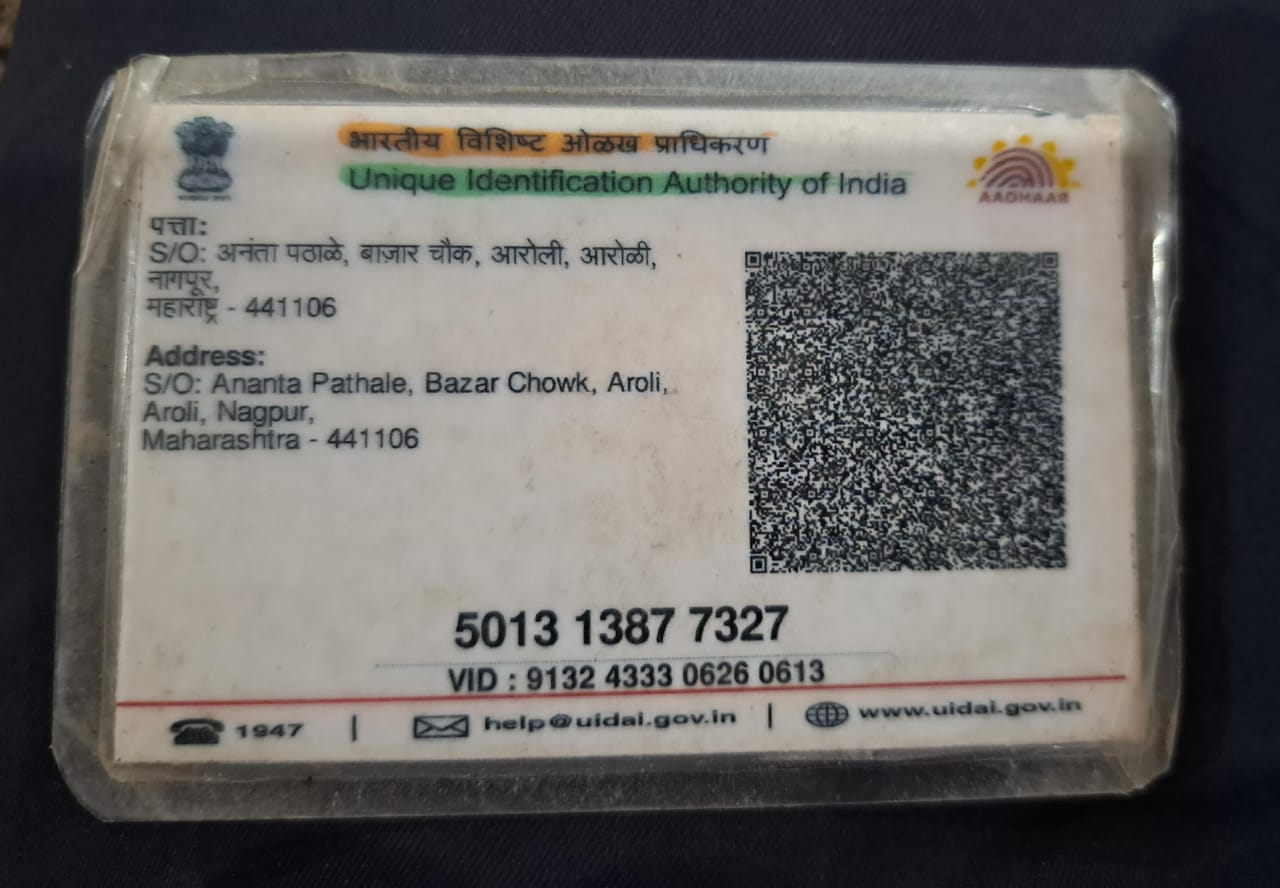 भारतीय विशिष्ट ओळख प्राधिकरण
Unique Identification Authority of India
AADHAAR
पत्ता:
S/O: अनंता पठाळे, बाज़ार चौक, आरोली, आरोळी,
नागपूर,
महाराष्ट्र - 441106
Address:
S/O: Ananta Pathale, Bazar Chowk, Aroli,
Aroli, Nagpur,
Maharashtra - 441106
5013 1387 7327
VID : 9132 4333 0626 0613
1947 | help@uidai.gov.in | www.uidai.gov.in